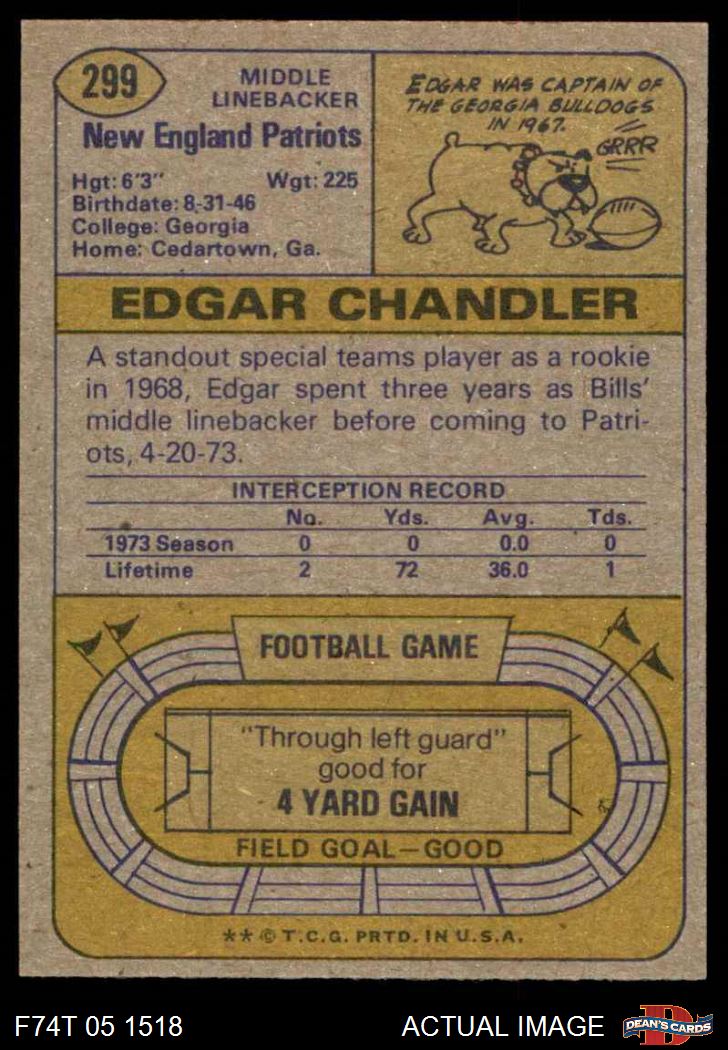 299
MIDDLE
LINEBACKER
New England Patriots
Hgt: 6'3" Wgt: 225
Birthdate: 8-31-46
College: Georgia
Home: Cedartown, Ga.
EDGAR WAS CAPTAIN OF
THE GEORGIA BULLDOGS
IN 1967.
GRRR
EDGAR CHANDLER
A standout special teams player as a rookie
in 1968, Edgar spent three years as Bills'
middle linebacker before coming to Patri-
ots, 4-20-73.
INTERCEPTION RECORD
No. Yds. Avg. Tds.
1973 Season 0 0 0.0 0
Lifetime 2 72 36.0 1
FOOTBALL GAME
"Through left guard"
good for
4 YARD GAIN
FIELD GOAL—GOOD
** © T.C.G. PRTD. IN U.S.A.
F74T 05 1518 ACTUAL IMAGE
DEAN'S CARDS